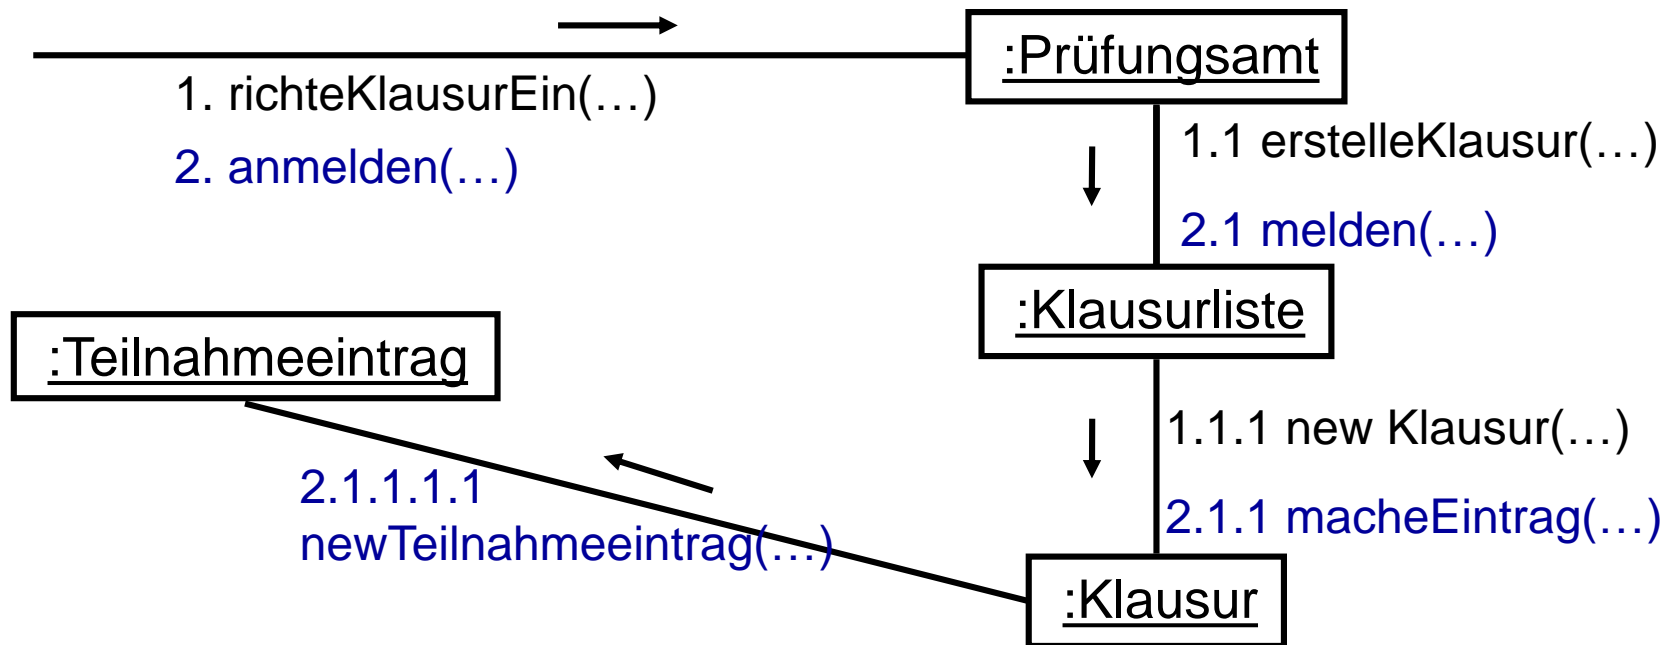 :Prüfungsamt
1. richteKlausurEin(…)
2. anmelden(…)
1.1 erstelleKlausur(…)
2.1 melden(…)
:Klausurliste
:Teilnahmeeintrag
1.1.1 new Klausur(…)
2.1.1 macheEintrag(…)
2.1.1.1.1
newTeilnahmeeintrag(…)
:Klausur